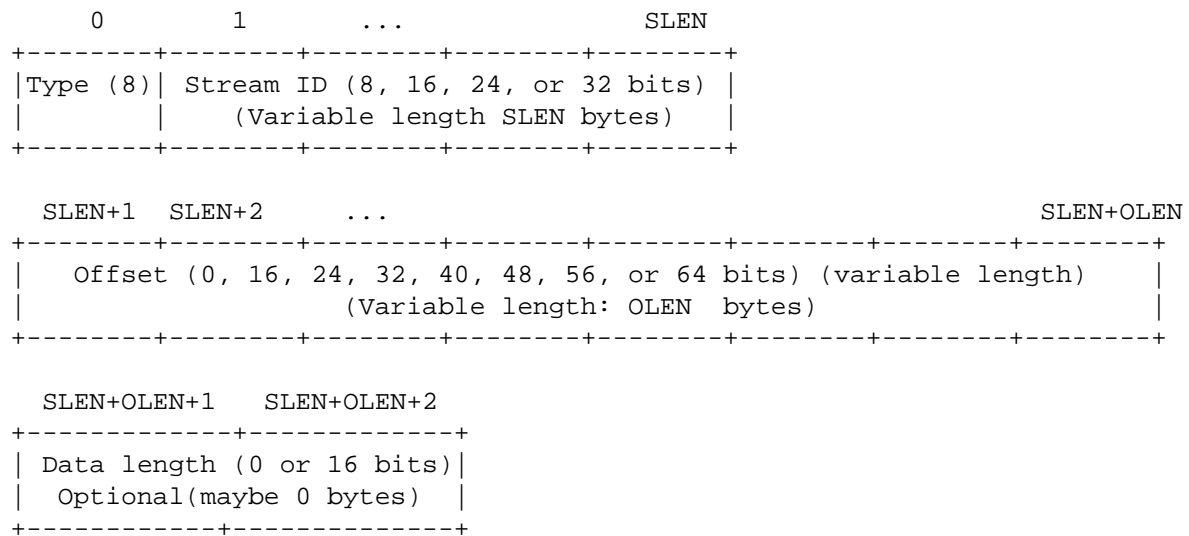 0        1       ...               SLEN
+--------+--------+--------+--------+--------+
|Type (8)| Stream ID (8, 16, 24, or 32 bits) |
|        |    (Variable length SLEN bytes)   |
+--------+--------+--------+--------+--------+

  SLEN+1  SLEN+2     ...                                         SLEN+OLEN
+--------+--------+--------+--------+--------+--------+--------+--------+
|   Offset (0, 16, 24, 32, 40, 48, 56, or 64 bits) (variable length)    |
|                    (Variable length: OLEN  bytes)                     |
+--------+--------+--------+--------+--------+--------+--------+--------+

  SLEN+OLEN+1   SLEN+OLEN+2
+-------------+-------------+
| Data length (0 or 16 bits)|
|  Optional(maybe 0 bytes)  |
+------------+--------------+